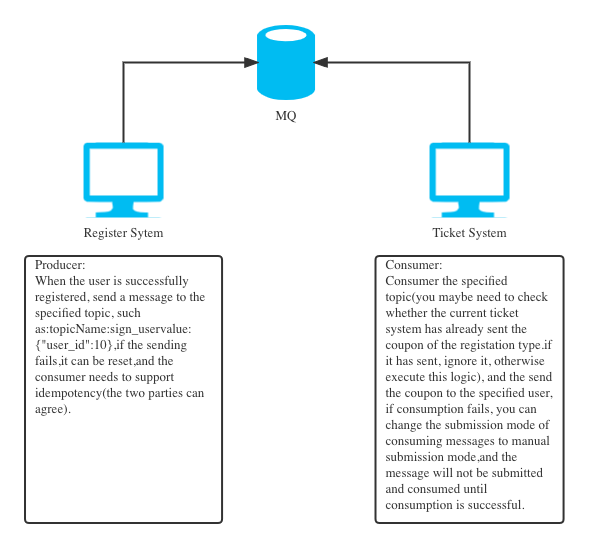 MQ
Register Sytem
Ticket System
Producer:
When the user is successfully
registered, send a message to the
specified topic, such
as:topicName:sign_uservalue:
{"user_id":10},if the sending
fails,it can be reset,and the
consumer needs to support
idempotency(the two parties can
agree).
Consumer:
Consumer the specified
topic(you maybe need to check
whether the current ticket
system has already sent the
coupon of the registation type.if
it has sent, ignore it, otherwise
execute this logic), and the send
the coupon to the specified user,
if consumption fails, you can
change the submission mode of
consuming messages to manual
submission mode,and the
message will not be submitted
and consumed until
consumption is successful.